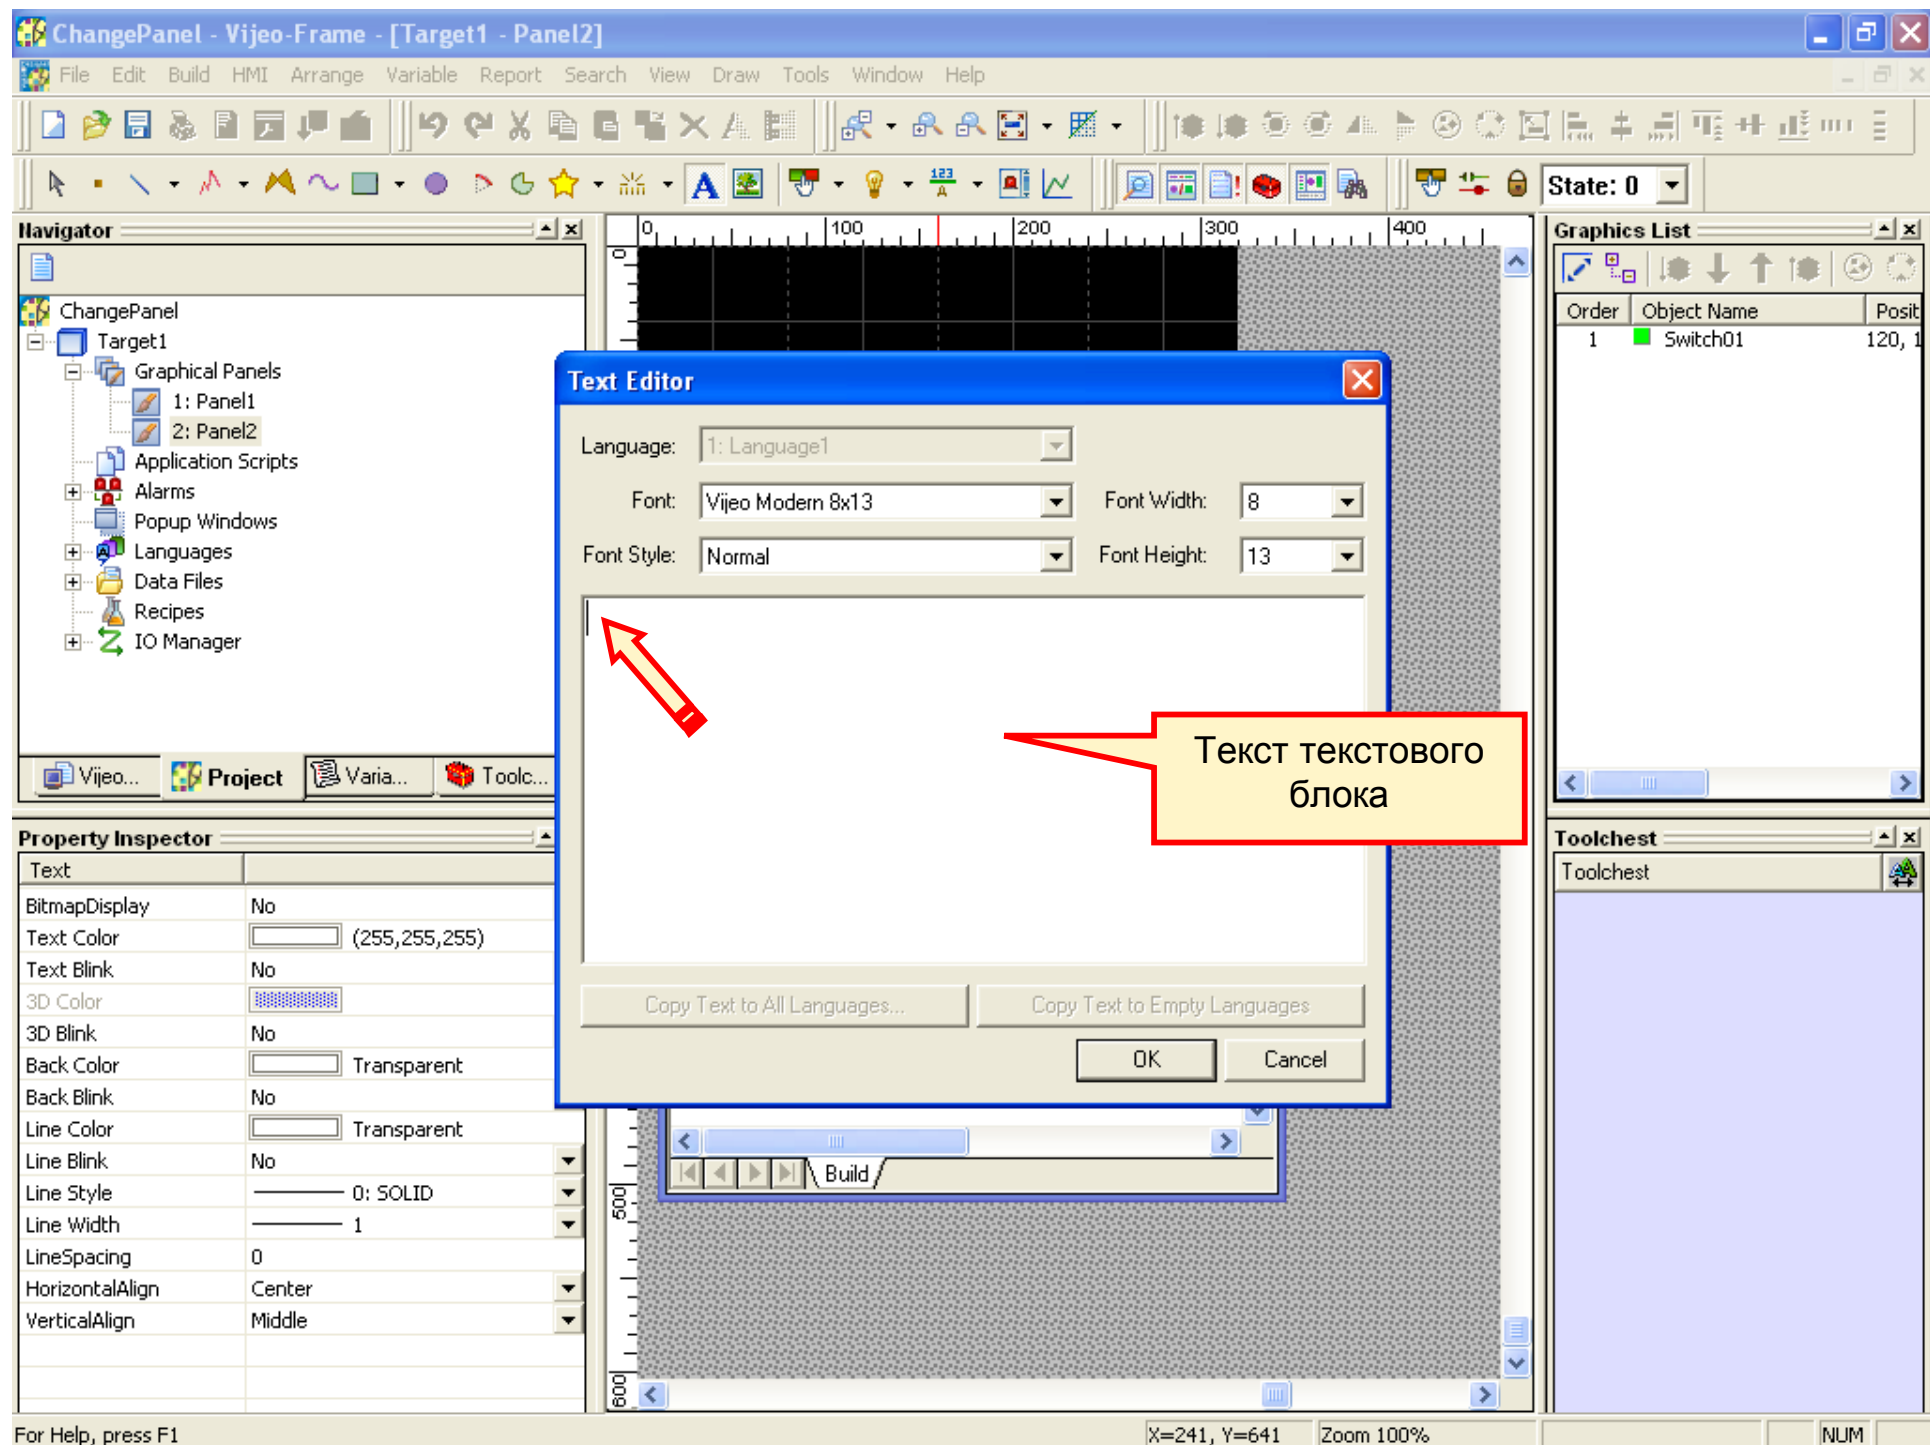 ChangePanel - Vijeo-Frame - [Target1 - Panel2]
File Edit Build HMI Arrange Variable Report Search View Draw Tools Window Help
State: 0
Navigator
ChangePanel
Target1
Graphical Panels
1: Panel1
2: Panel2
Application Scripts
Alarms
Popup Windows
Languages
Data Files
Recipes
IO Manager
Vijeo... Project Varia... Toolc...
Property Inspector
Text
BitmapDisplay No
Text Color (255,255,255)
Text Blink No
3D Color
3D Blink No
Back Color Transparent
Back Blink No
Line Color Transparent
Line Blink No
Line Style 0: SOLID
Line Width 1
LineSpacing 0
HorizontalAlign Center
VerticalAlign Middle
0 100 200 300 400
0
500
600
Text Editor
Language: 1: Language1
Font: Vijeo Modern 8x13 Font Width: 8
Font Style: Normal Font Height: 13
Текст текстового
блока
Copy Text to All Languages... Copy Text to Empty Languages
OK Cancel
Build
Graphics List
Order Object Name Posit
1 Switch01 120, 1
Toolchest
Toolchest
For Help, press F1 X=241, Y=641 Zoom 100% NUM